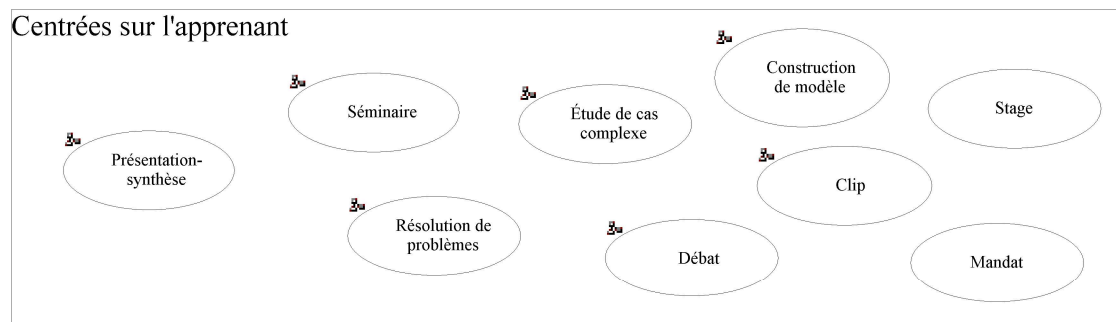 Centrées sur l'apprenant
Construction
de modèle
Séminaire
Étude de cas
complexe
Stage
Présentation-
synthèse
Clip
Résolution de
problèmes
Débat
Mandat